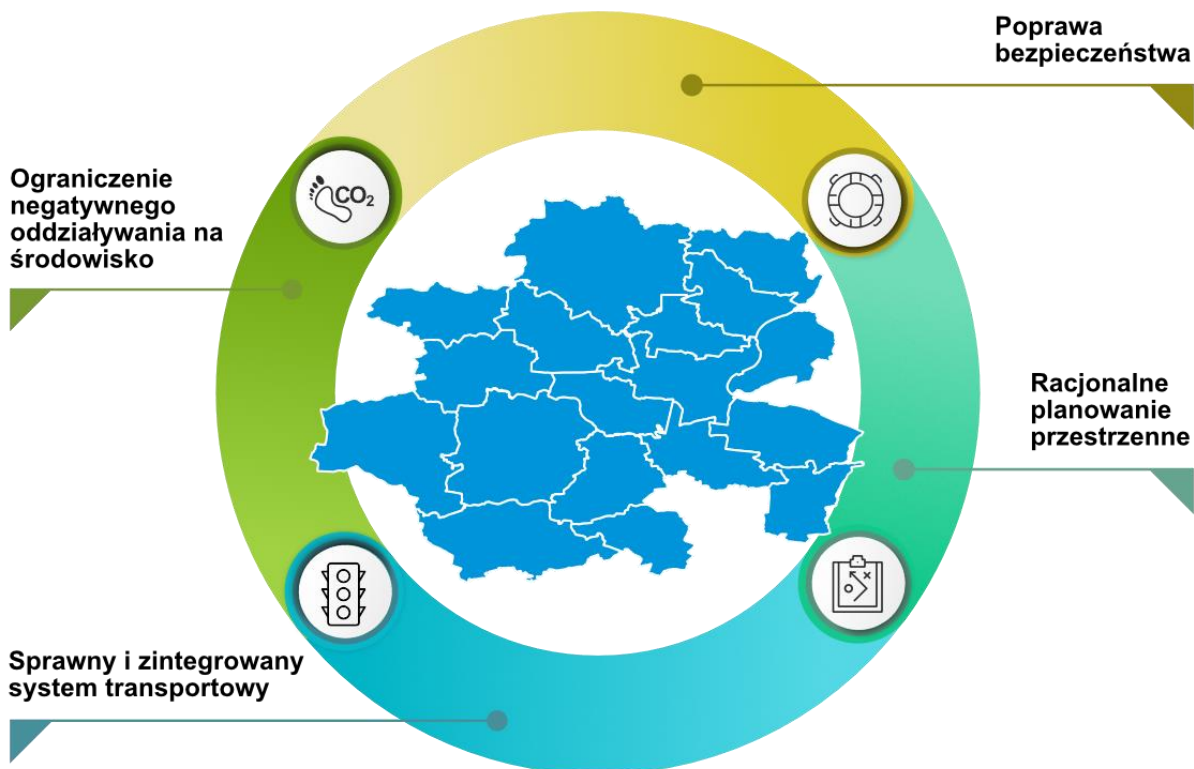 Poprawa
bezpieczeństwa
Ograniczenie
negatywnego
oddziaływania na
środowisko
CO₂
Racjonalne
planowanie
przestrzenne
Sprawny i zintegrowany
system transportowy